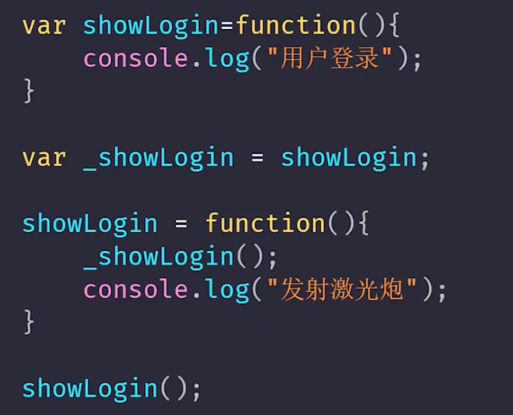 var showLogin=function(){
    console.log("用户登录");
}

var _showLogin = showLogin;

showLogin = function(){
    _showLogin();
    console.log("发射激光炮");
}

showLogin();